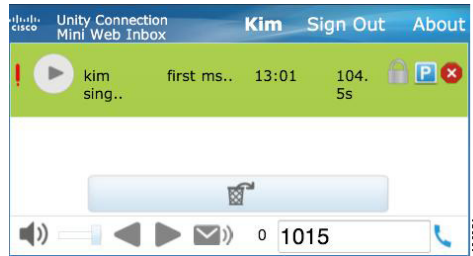 cisco
Unity Connection
Mini Web Inbox
Kim Sign Out About
! kim first ms.. 13:01 104. P
sing.. 5s
0 1015